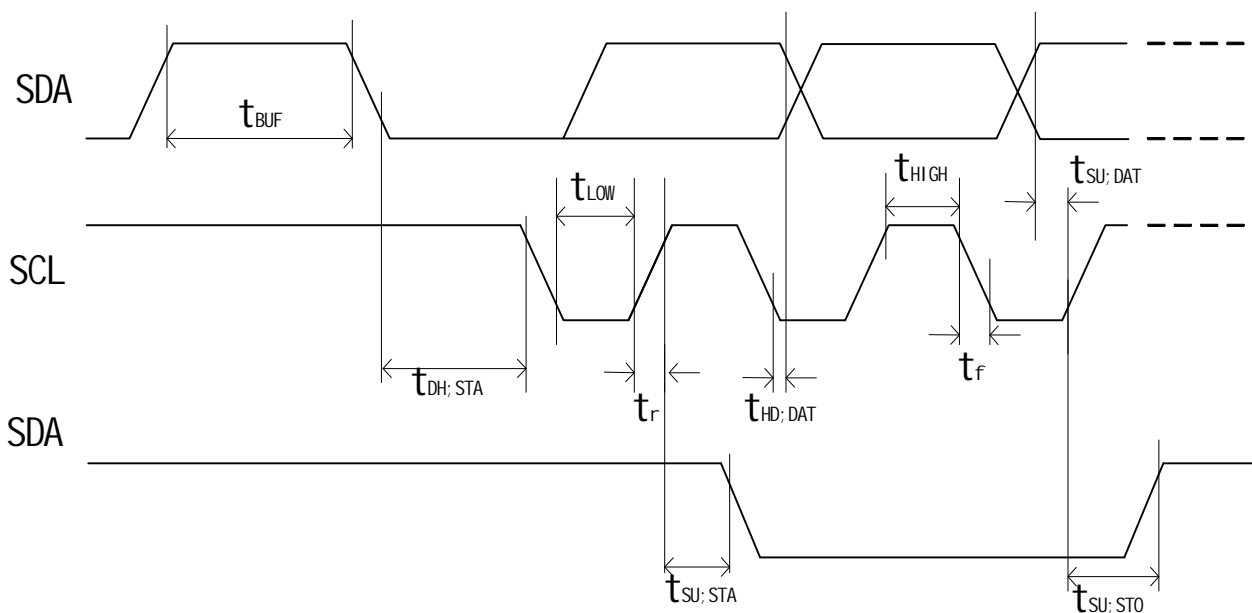 SDA
tBUF
tLOW
tHIGH
tSU; DAT
SCL
tDH; STA
tr
tHD; DAT
tf
SDA
tSU; STA
tSU; STO